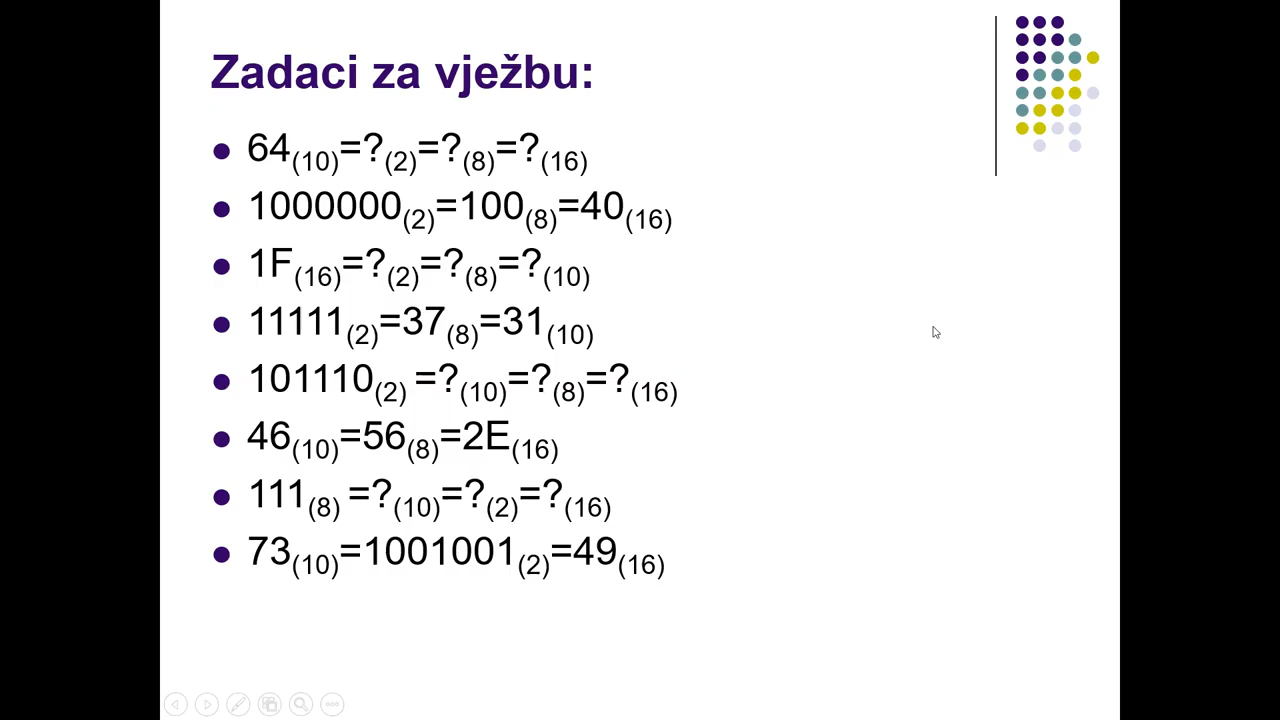 Zadaci za vježbu:
64(10)=?(2)=?(8)=?(16)
1000000(2)=100(8)=40(16)
1F(16)=?(2)=?(8)=?(10)
11111(2)=37(8)=31(10)
101110(2) =?(10)=?(8)=?(16)
46(10)=56(8)=2E(16)
111(8) =?(10)=?(2)=?(16)
73(10)=1001001(2)=49(16)